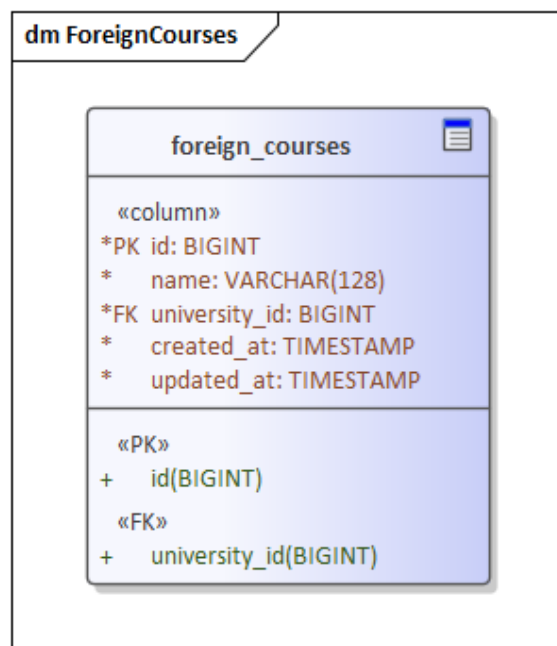 dm ForeignCourses
foreign_courses
«column»
*PK id: BIGINT
* name: VARCHAR(128)
*FK university_id: BIGINT
* created_at: TIMESTAMP
* updated_at: TIMESTAMP
«PK»
+ id(BIGINT)
«FK»
+ university_id(BIGINT)